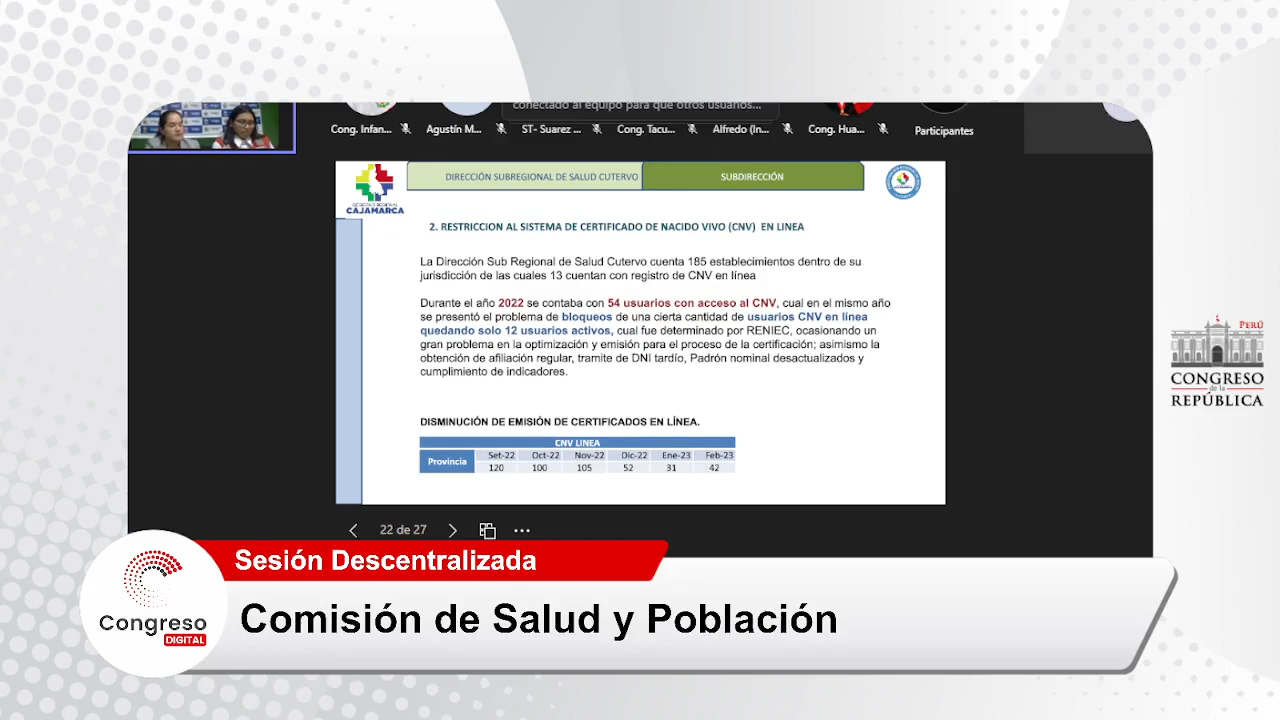 conectado al equipo para que otros usuarios...
Cong. Infan...
Agustín M...
ST- Suarez ...
Cong. Tacu...
Alfredo (In...
Cong. Hua...
Participantes
GOBIERNO REGIONAL
CAJAMARCA
DIRECCIÓN SUBREGIONAL DE SALUD CUTERVO
SUBDIRECCIÓN
2. RESTRICCION AL SISTEMA DE CERTIFICADO DE NACIDO VIVO (CNV) EN LINEA
La Dirección Sub Regional de Salud Cutervo cuenta 185 establecimientos dentro de su
jurisdicción de las cuales 13 cuentan con registro de CNV en línea
Durante el año 2022 se contaba con 54 usuarios con acceso al CNV, cual en el mismo año
se presentó el problema de bloqueos de una cierta cantidad de usuarios CNV en línea
quedando solo 12 usuarios activos, cual fue determinado por RENIEC, ocasionando un
gran problema en la optimización y emisión para el proceso de la certificación; asimismo la
obtención de afiliación regular, tramite de DNI tardío, Padrón nominal desactualizados y
cumplimiento de indicadores.
DISMINUCIÓN DE EMISIÓN DE CERTIFICADOS EN LÍNEA.
CNV LINEA
Provincia
Set-22 Oct-22 Nov-22 Dic-22 Ene-23 Feb-23
120 100 105 52 31 42
22 de 27
PERÚ
CONGRESO
de la
REPÚBLICA
Sesión Descentralizada
Congreso
DIGITAL
Comisión de Salud y Población